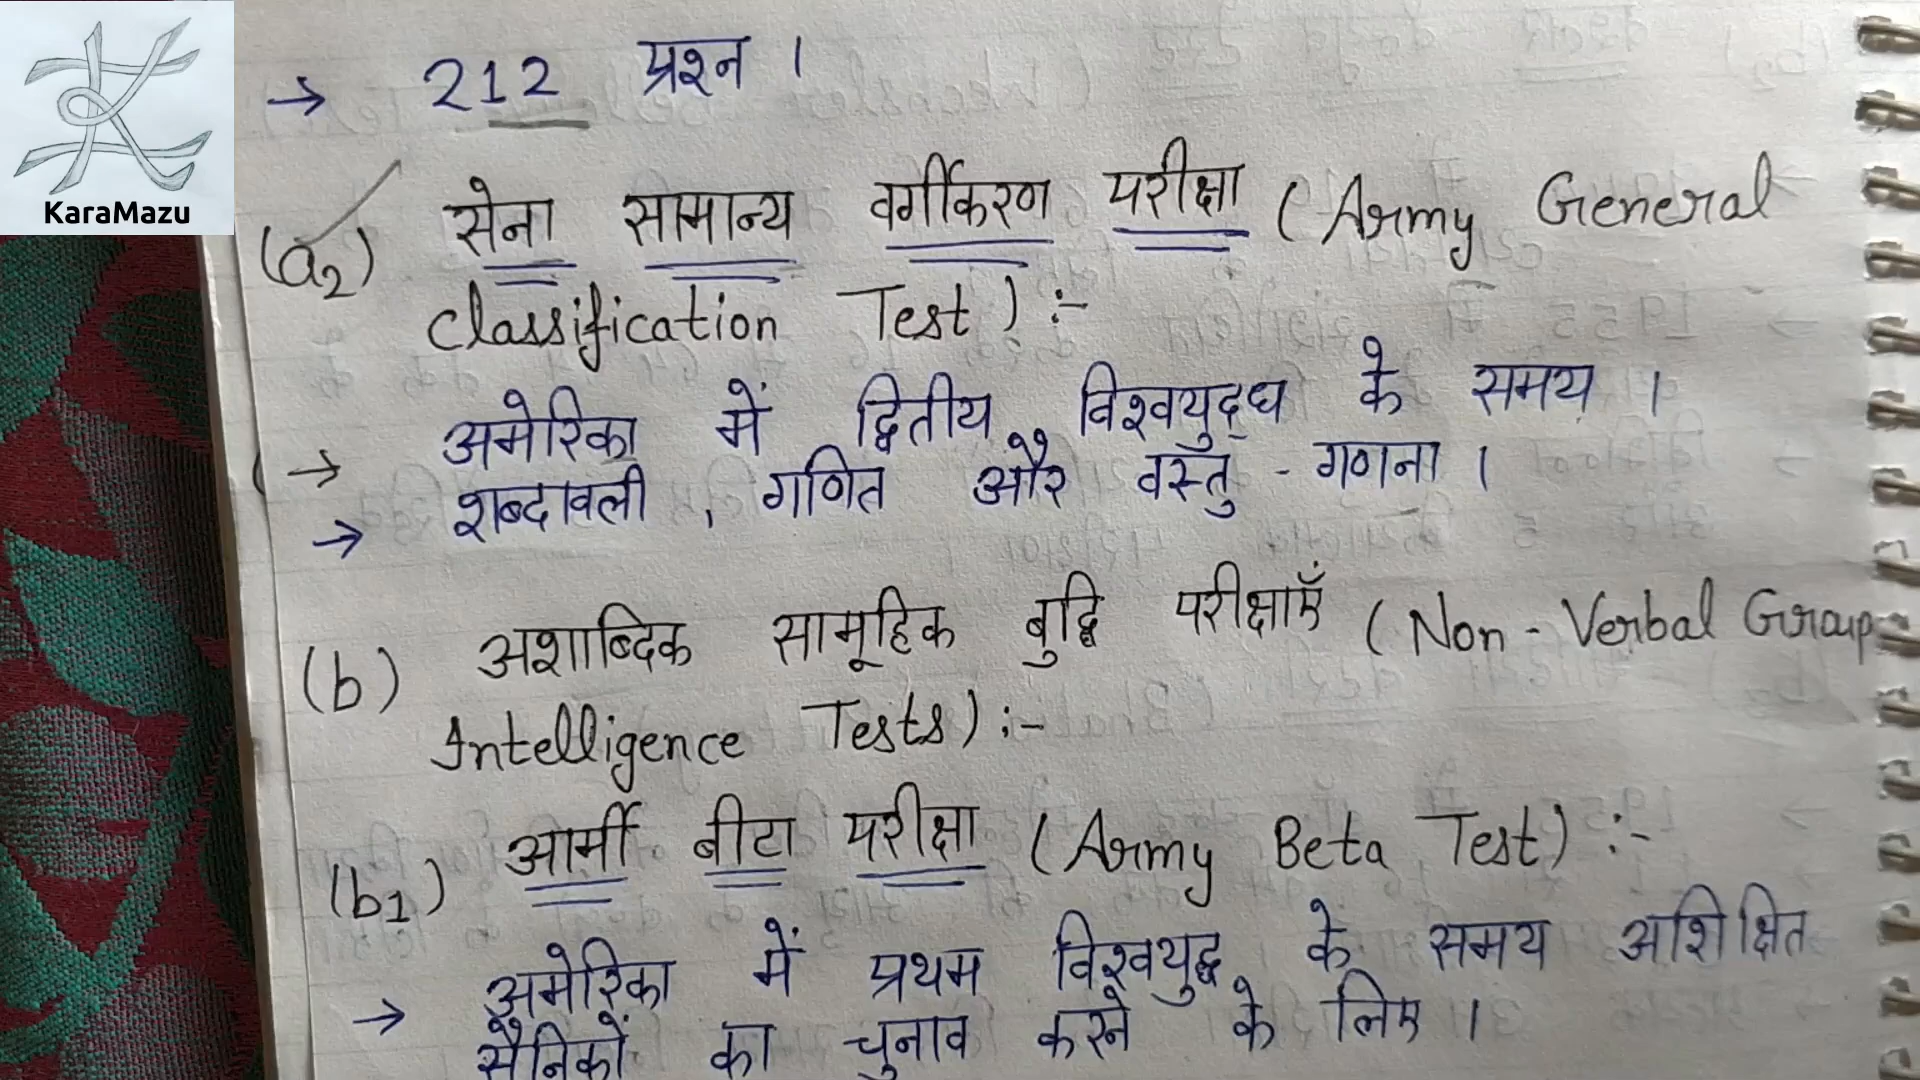 KaraMazu
→ 212 प्रश्न ।
(a2) सेना सामान्य वर्गीकरण परीक्षा (Army General
Classification Test) :-
→ अमेरिका में द्वितीय विश्वयुद्ध के समय ।
→ शब्दावली , गणित और वस्तु - गणना ।
(b) अशाब्दिक सामूहिक बुद्धि परीक्षाएँ (Non - Verbal Group
Intelligence Tests) :-
(b1) आर्मी बीटा परीक्षा (Army Beta Test) :-
→ अमेरिका में प्रथम विश्वयुद्ध के समय अशिक्षित
सैनिकों का चुनाव करने के लिए ।